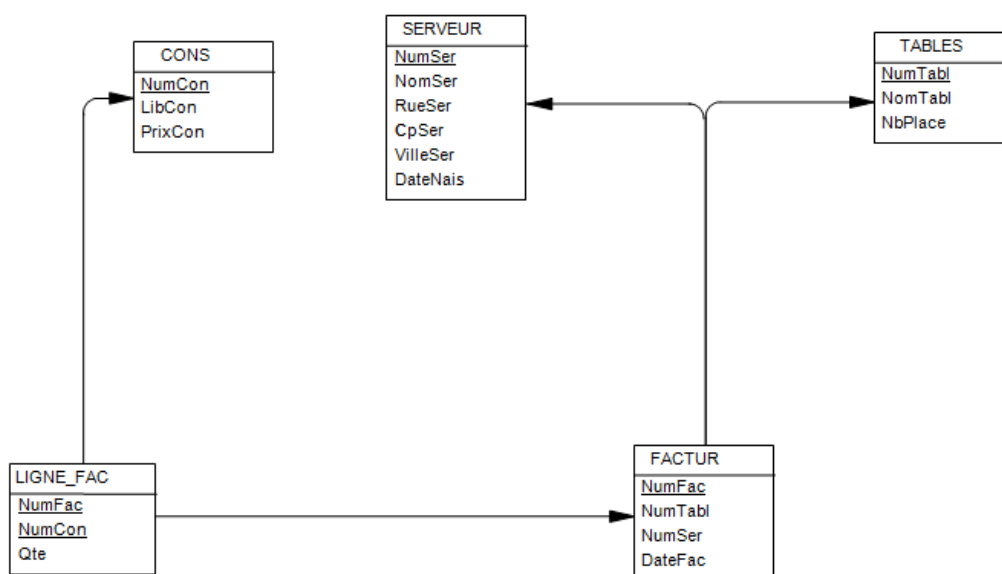 CONS
NumCon
LibCon
PrixCon
SERVEUR
NumSer
NomSer
RueSer
CpSer
VilleSer
DateNais
TABLES
NumTabl
NomTabl
NbPlace
LIGNE_FAC
NumFac
NumCon
Qte
FACTUR
NumFac
NumTabl
NumSer
DateFac